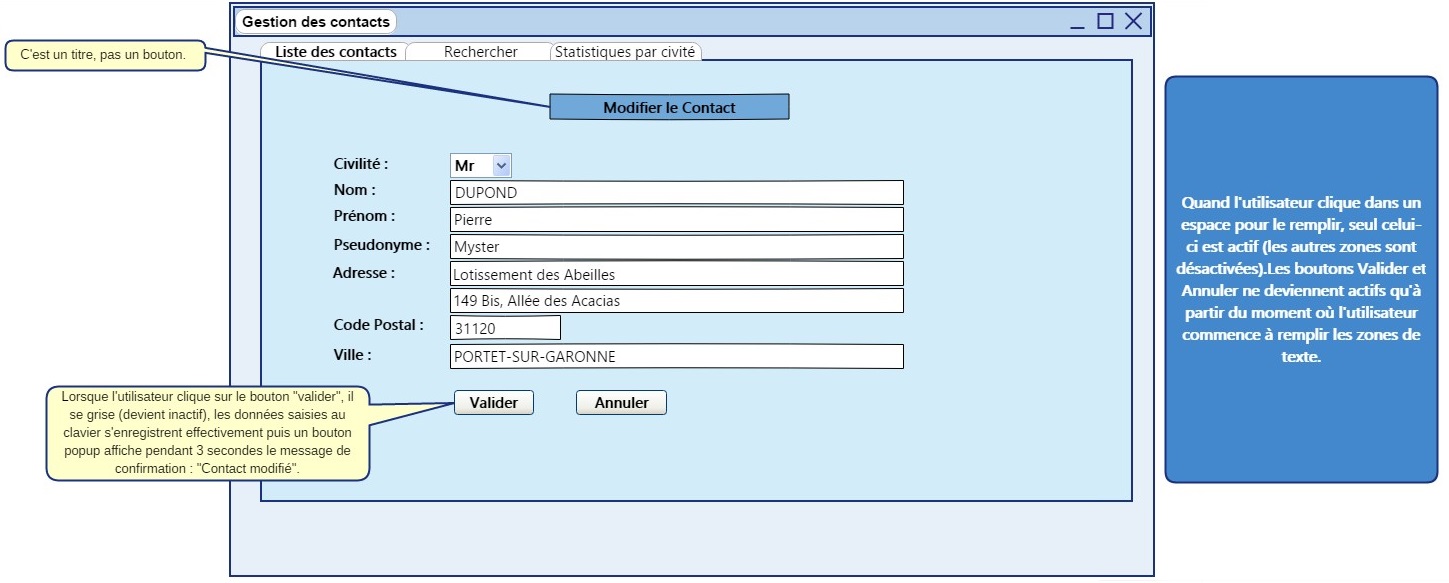 Gestion des contacts
C'est un titre, pas un bouton.
Liste des contacts
Rechercher
Statistiques par civité
Modifier le Contact
Civilité :
Mr
Nom :
DUPOND
Prénom :
Pierre
Pseudonyme :
Myster
Adresse :
Lotissement des Abeilles
149 Bis, Allée des Acacias
Code Postal :
31120
Ville :
PORTET-SUR-GARONNE
Valider
Annuler
Lorsque l'utilisateur clique sur le bouton "valider", il
se grise (devient inactif), les données saisies au
clavier s'enregistrent effectivement puis un bouton
popup affiche pendant 3 secondes le message de
confirmation : "Contact modifié".
Quand l'utilisateur clique dans un
espace pour le remplir, seul celui-
ci est actif (les autres zones sont
désactivées).Les boutons Valider et
Annuler ne deviennent actifs qu'à
partir du moment où l'utilisateur
commence à remplir les zones de
texte.